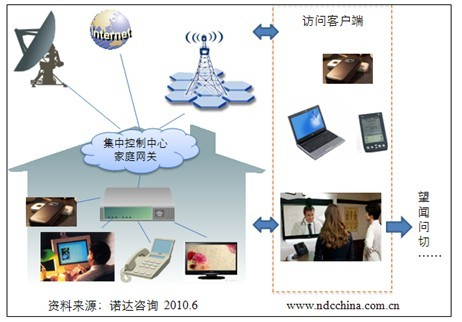 Internet
访问客户端
集中控制中心
家庭网关
望
闻
问
切
……
资料来源：诺达咨询 2010.6
www.ndcchina.com.cn